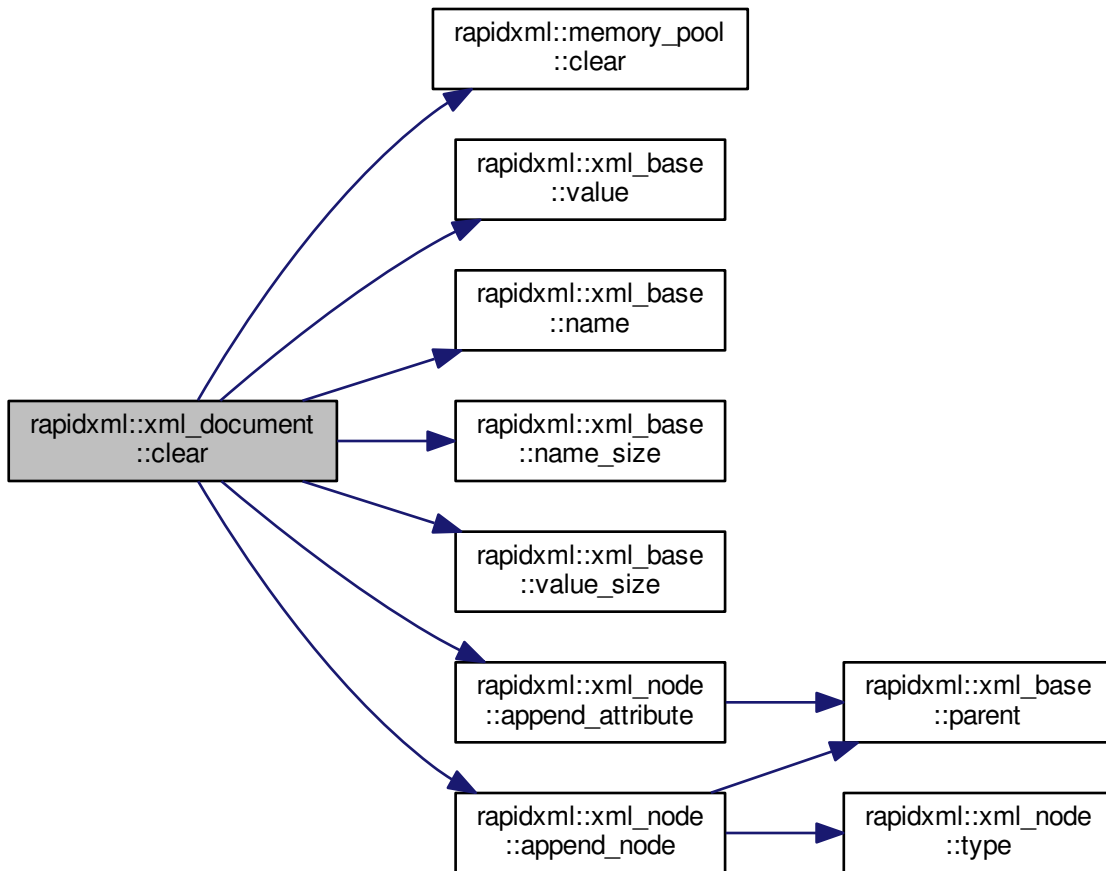 rapidxml::memory_pool
::clear
rapidxml::xml_base
::value
rapidxml::xml_base
::name
rapidxml::xml_document
::clear
rapidxml::xml_base
::name_size
rapidxml::xml_base
::value_size
rapidxml::xml_node
::append_attribute
rapidxml::xml_base
::parent
rapidxml::xml_node
::append_node
rapidxml::xml_node
::type